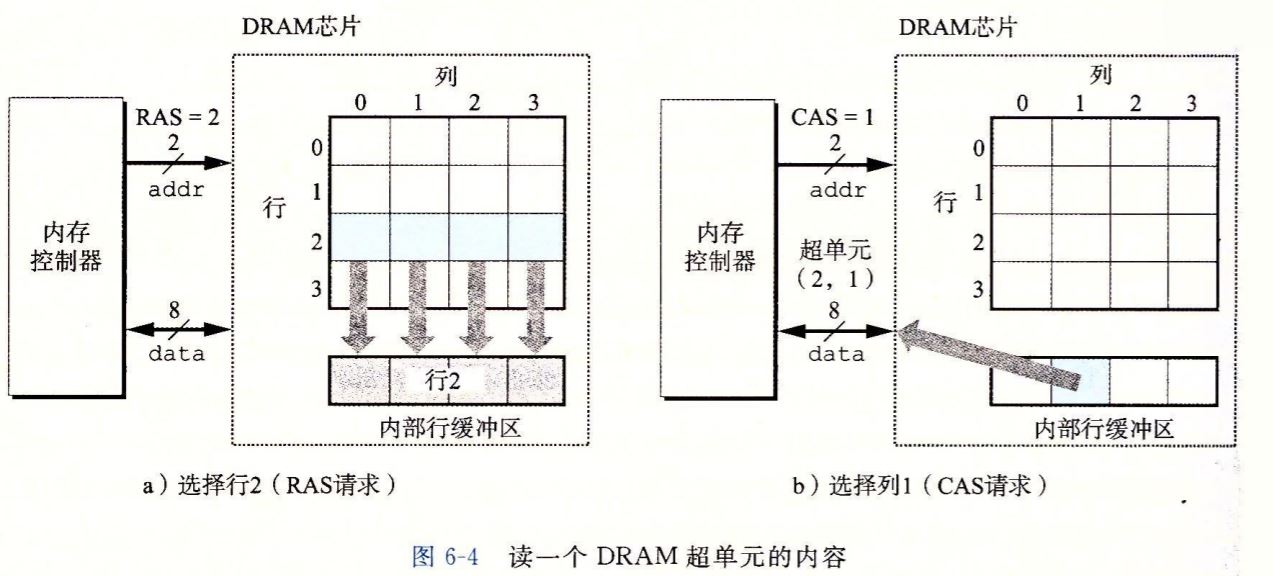 DRAM芯片
列
0 1 2 3
RAS = 2
2
addr
内存
控制器
8
data
行
0
1
2
3
行2
内部行缓冲区
a）选择行2（RAS请求）
DRAM芯片
列
0 1 2 3
CAS = 1
2
addr
内存
控制器
超单元
（2，1）
8
data
行
0
1
2
3
内部行缓冲区
b）选择列1（CAS请求）
图 6-4 读一个 DRAM 超单元的内容